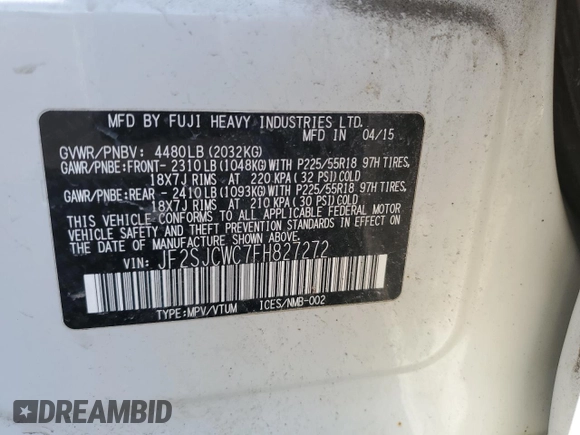 MFD BY FUJI HEAVY INDUSTRIES LTD.
MFD IN 04/15
GVWR/PNBV: 4480LB(2032KG)
GAWR/PNBE:FRONT- 2310LB(1048KG)WITH P225/55R18 97H TIRES,
18X7J RIMS AT 220 KPA(32 PSI)COLD
GAWR/PNBE:REAR - 2410LB(1093KG)WITH P225/55R18 97H TIRES,
18X7J RIMS AT 210 KPA(30 PSI)COLD
THIS VEHICLE CONFORMS TO ALL APPLICABLE FEDERAL MOTOR
VEHICLE SAFETY, BUMPER, AND THEFT PREVENTION STANDARDS IN
EFFECT ON THE DATE OF MANUFACTURE SHOWN ABOVE.
VIN: JF2SJCWC7FH827272
TYPE:MPV/VTUM ICES/NMB-002
DREAMBID